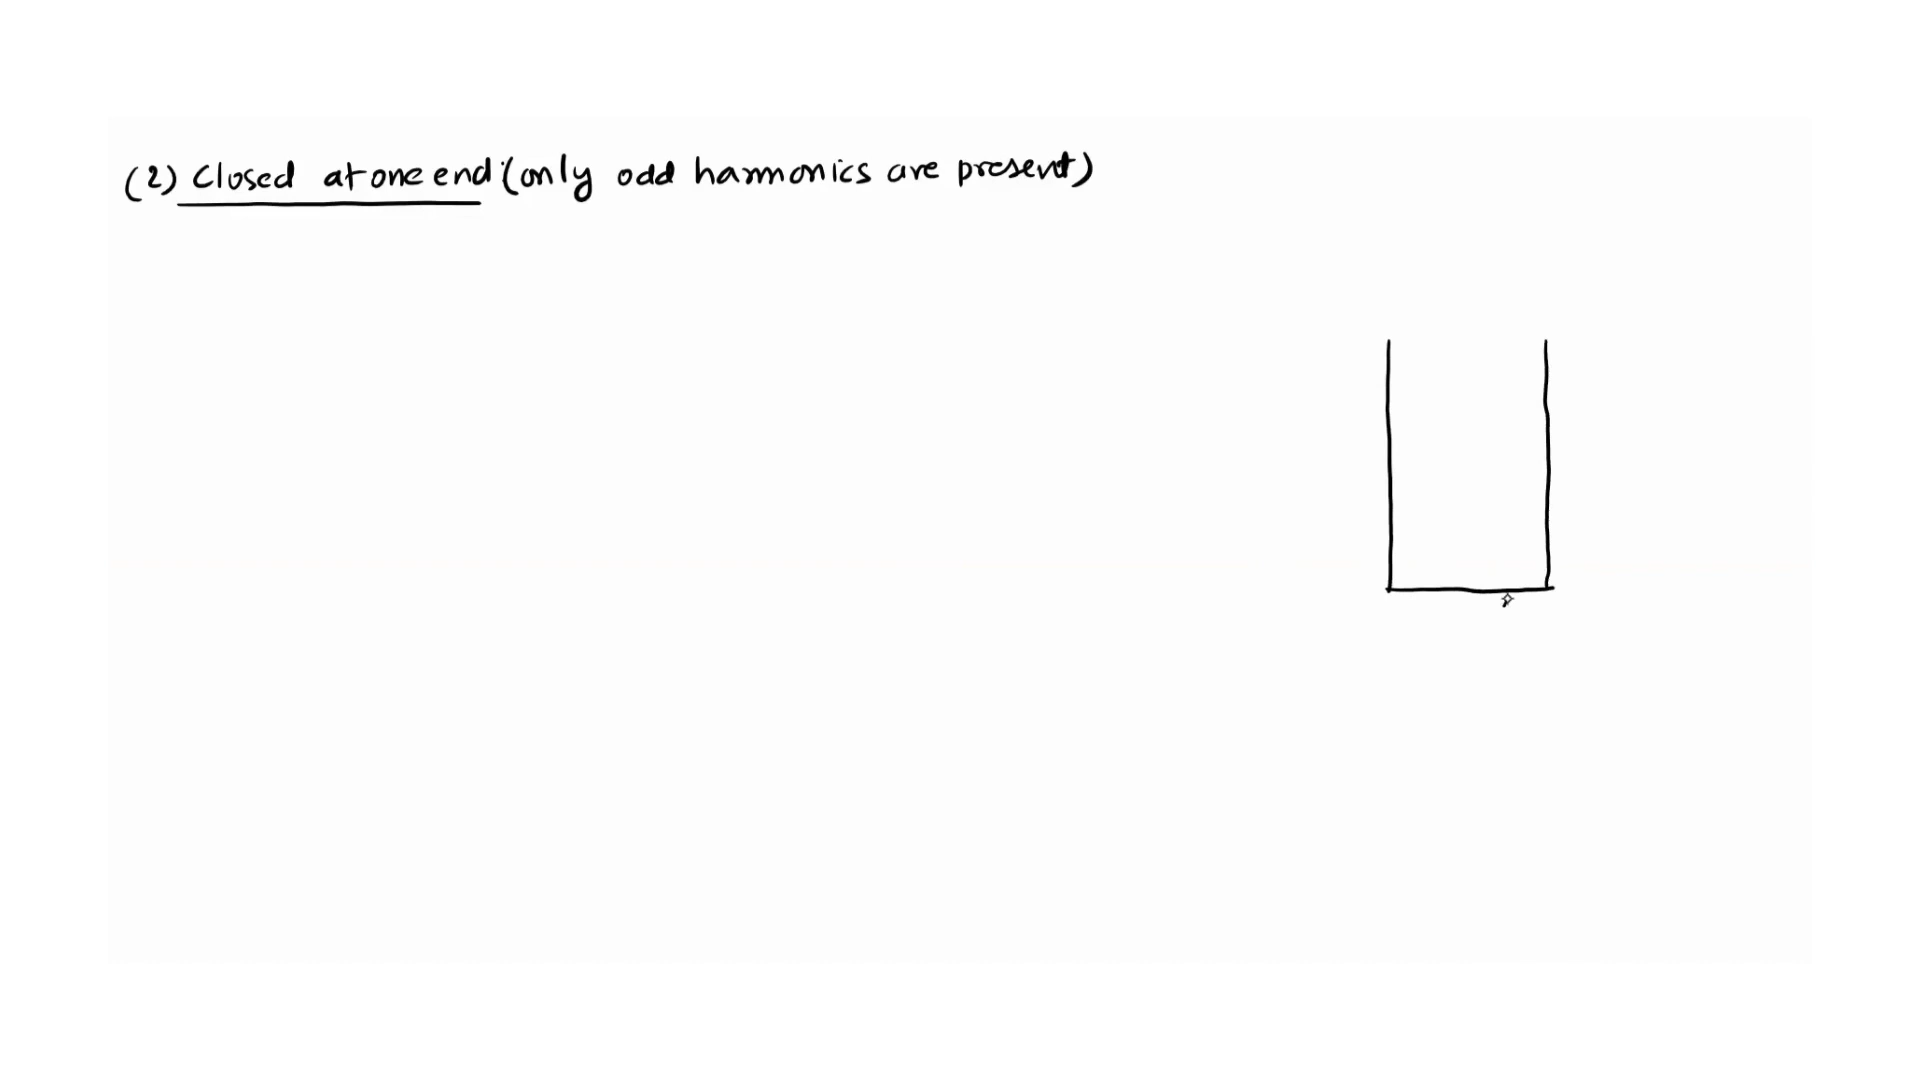 (2) Closed at one end (only odd harmonics are present)